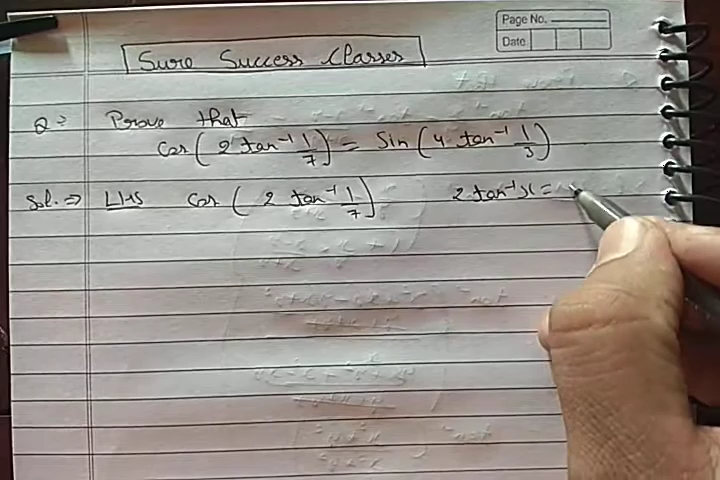 Page No.
Date
Sure Success Classes
Q⇒ Prove that
cos(2 tan⁻¹ 1/7) = sin(4 tan⁻¹ 1/3)
Sol.⇒ LHS cos(2 tan⁻¹ 1/7) 2 tan⁻¹x =